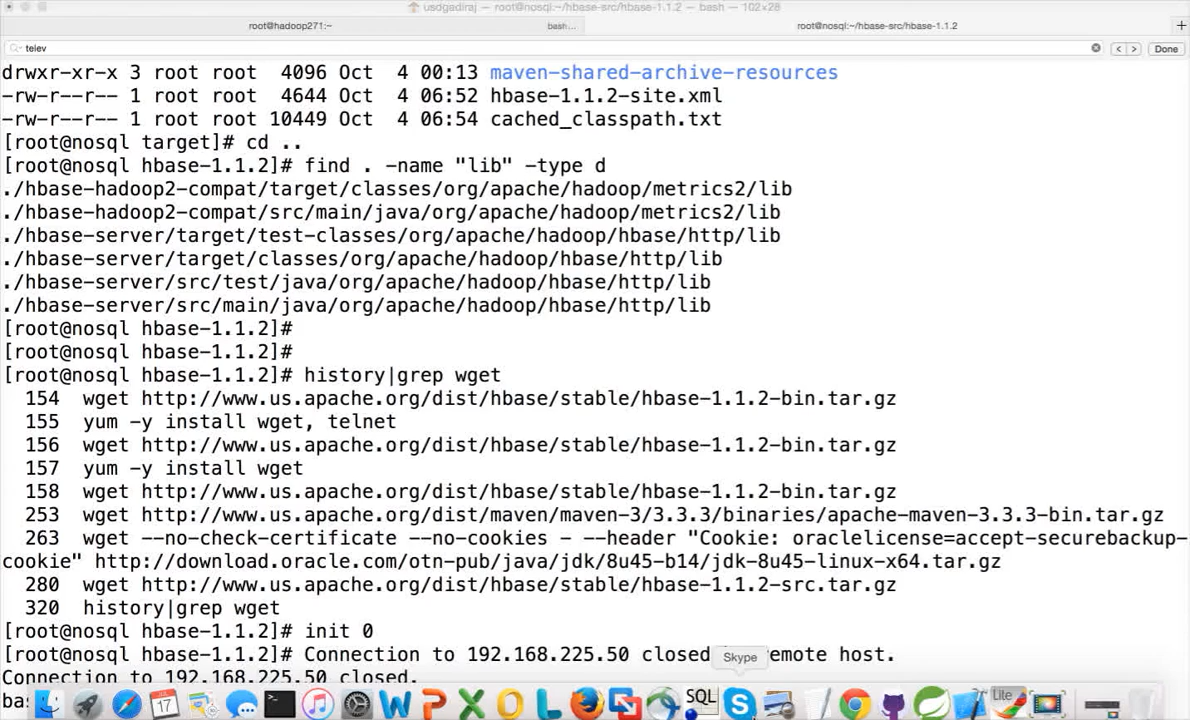 usdgadiraj — root@nosql:~/hbase-src/hbase-1.1.2 — bash — 102×28
root@hadoop271:~ bash... root@nosql:~/hbase-src/hbase-1.1.2 +
telev < > Done
drwxr-xr-x 3 root root 4096 Oct 4 00:13 maven-shared-archive-resources
-rw-r--r-- 1 root root 4644 Oct 4 06:52 hbase-1.1.2-site.xml
-rw-r--r-- 1 root root 10449 Oct 4 06:54 cached_classpath.txt
[root@nosql target]# cd ..
[root@nosql hbase-1.1.2]# find . -name "lib" -type d
./hbase-hadoop2-compat/target/classes/org/apache/hadoop/metrics2/lib
./hbase-hadoop2-compat/src/main/java/org/apache/hadoop/metrics2/lib
./hbase-server/target/test-classes/org/apache/hadoop/hbase/http/lib
./hbase-server/target/classes/org/apache/hadoop/hbase/http/lib
./hbase-server/src/test/java/org/apache/hadoop/hbase/http/lib
./hbase-server/src/main/java/org/apache/hadoop/hbase/http/lib
[root@nosql hbase-1.1.2]#
[root@nosql hbase-1.1.2]#
[root@nosql hbase-1.1.2]# history|grep wget
154 wget http://www.us.apache.org/dist/hbase/stable/hbase-1.1.2-bin.tar.gz
155 yum -y install wget, telnet
156 wget http://www.us.apache.org/dist/hbase/stable/hbase-1.1.2-bin.tar.gz
157 yum -y install wget
158 wget http://www.us.apache.org/dist/hbase/stable/hbase-1.1.2-bin.tar.gz
253 wget http://www.us.apache.org/dist/maven/maven-3/3.3.3/binaries/apache-maven-3.3.3-bin.tar.gz
263 wget --no-check-certificate --no-cookies - --header "Cookie: oraclelicense=accept-securebackup-
cookie" http://download.oracle.com/otn-pub/java/jdk/8u45-b14/jdk-8u45-linux-x64.tar.gz
280 wget http://www.us.apache.org/dist/hbase/stable/hbase-1.1.2-src.tar.gz
320 history|grep wget
[root@nosql hbase-1.1.2]# init 0
[root@nosql hbase-1.1.2]# Connection to 192.168.225.50 closed Skype emote host.
Connection to 192.168.225.50 closed.
bas
17 SQL Lite